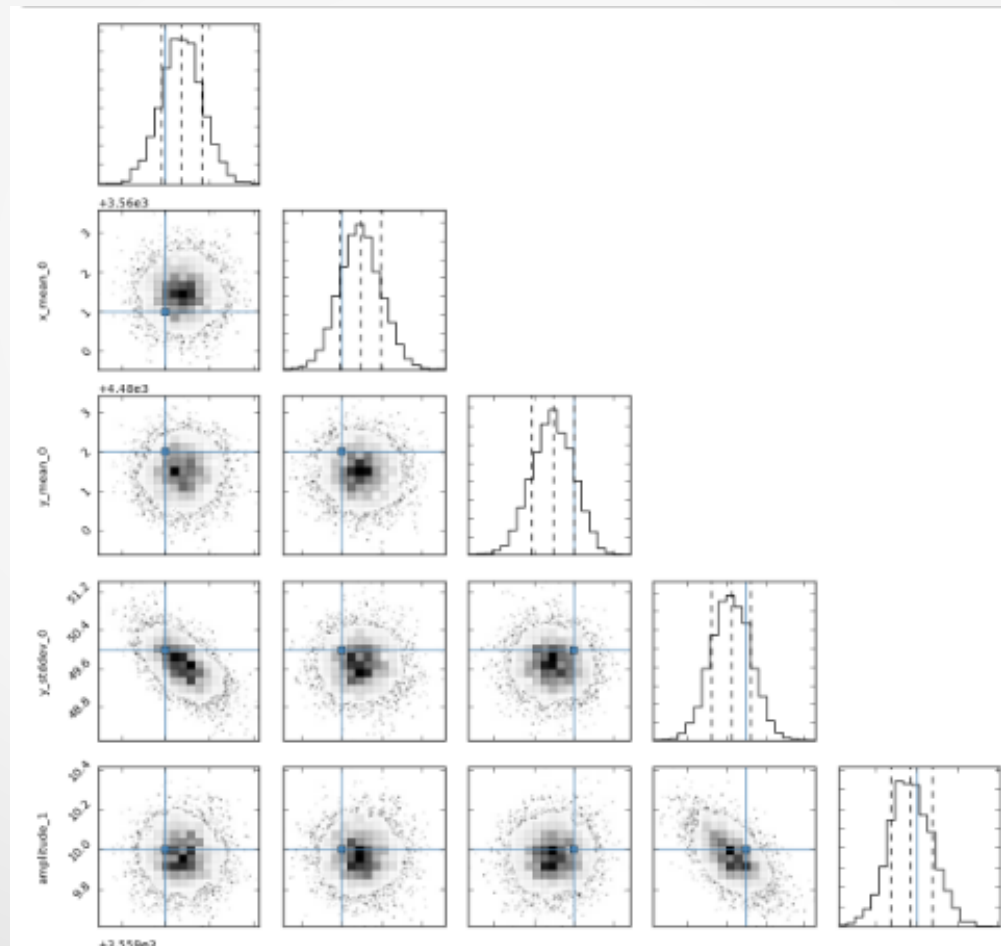 +3.56e3
x_mean_0
3
2
1
0
+4.48e3
y_mean_0
3
2
1
0
y_stddev_0
51.2
50.4
49.6
48.8
amplitude_1
10.4
10.2
10.0
9.8
+3.559e3